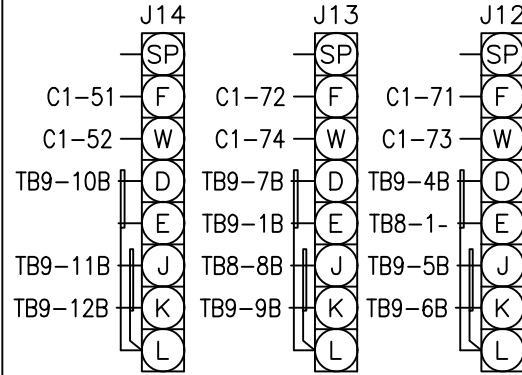 J14 J13 J12
SP SP SP
C1-51 F C1-72 F C1-71 F
C1-52 W C1-74 W C1-73 W
TB9-10B D TB9-7B D TB9-4B D
E TB9-1B E TB8-1- E
TB9-11B J TB8-8B J TB9-5B J
TB9-12B K TB9-9B K TB9-6B K
L L L